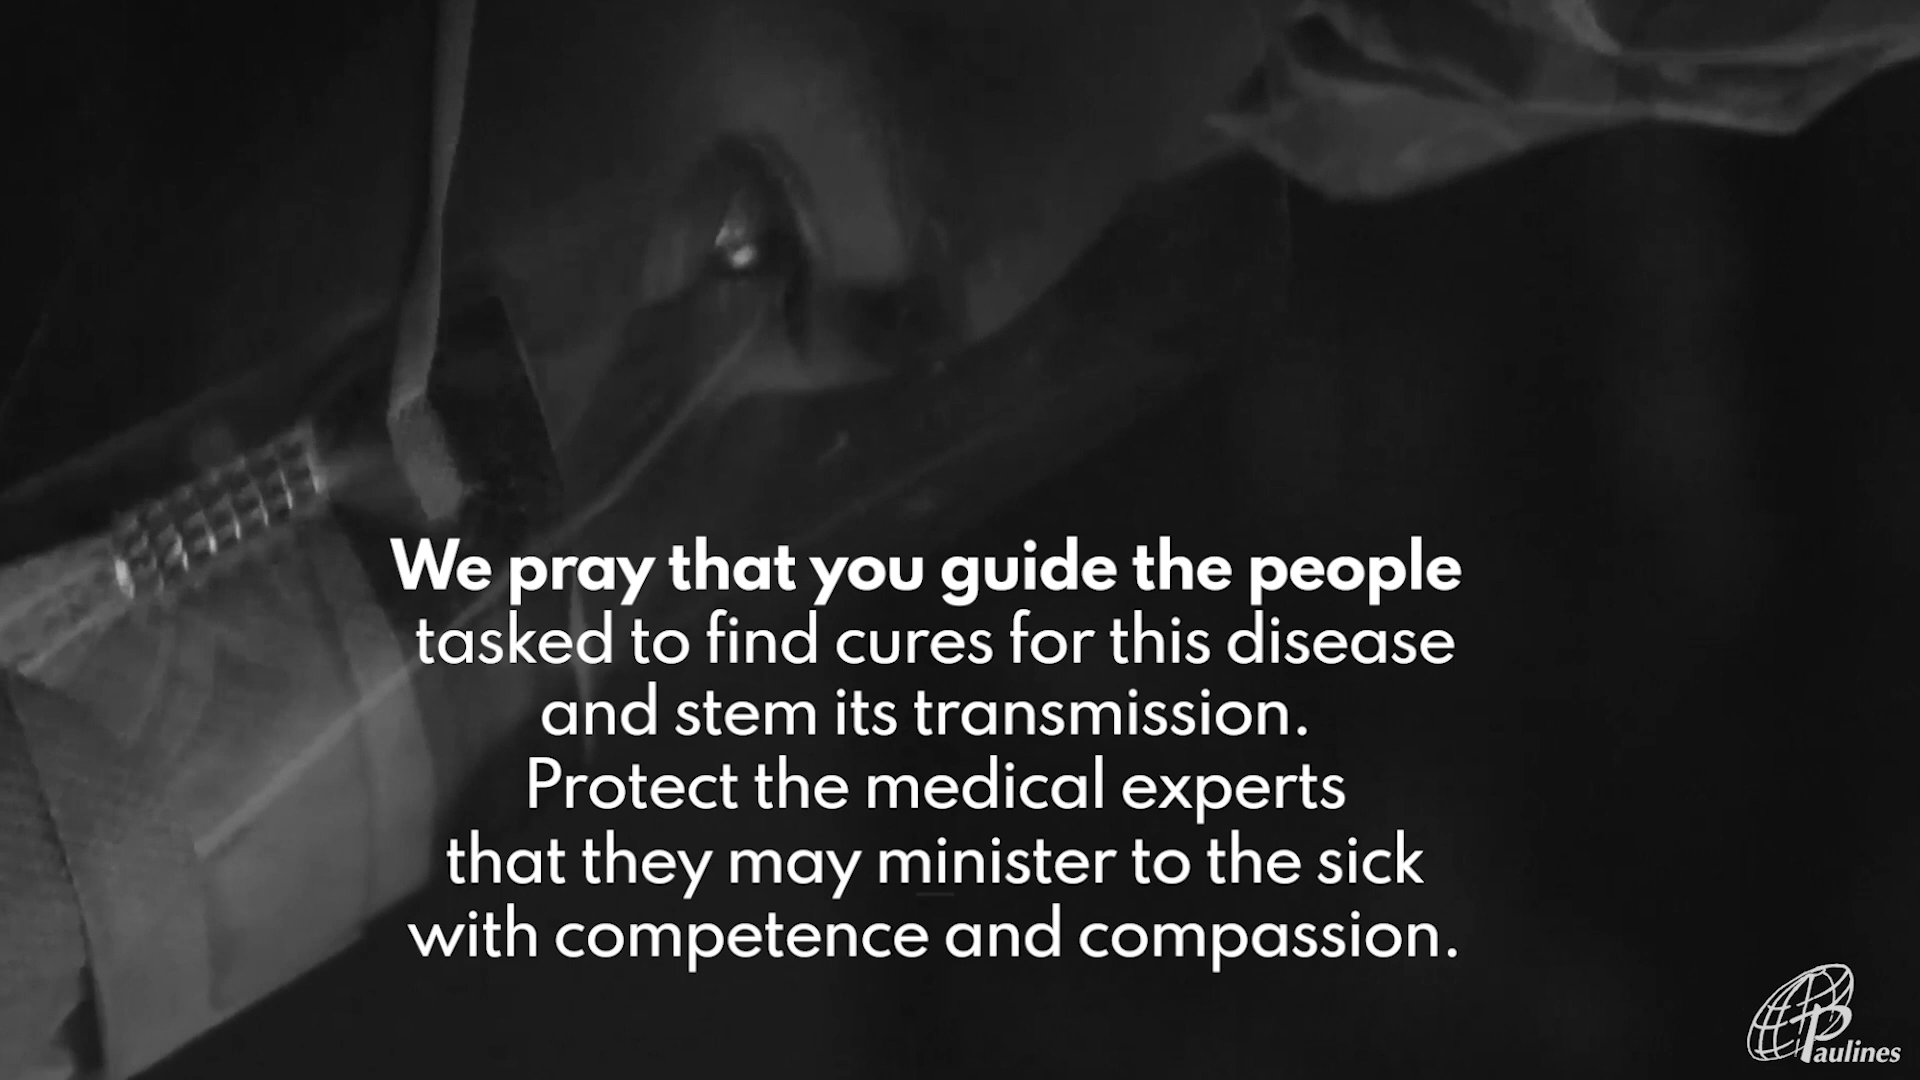 We pray that you guide the people
tasked to find cures for this disease
and stem its transmission.
Protect the medical experts
that they may minister to the sick
with competence and compassion.
Paulines